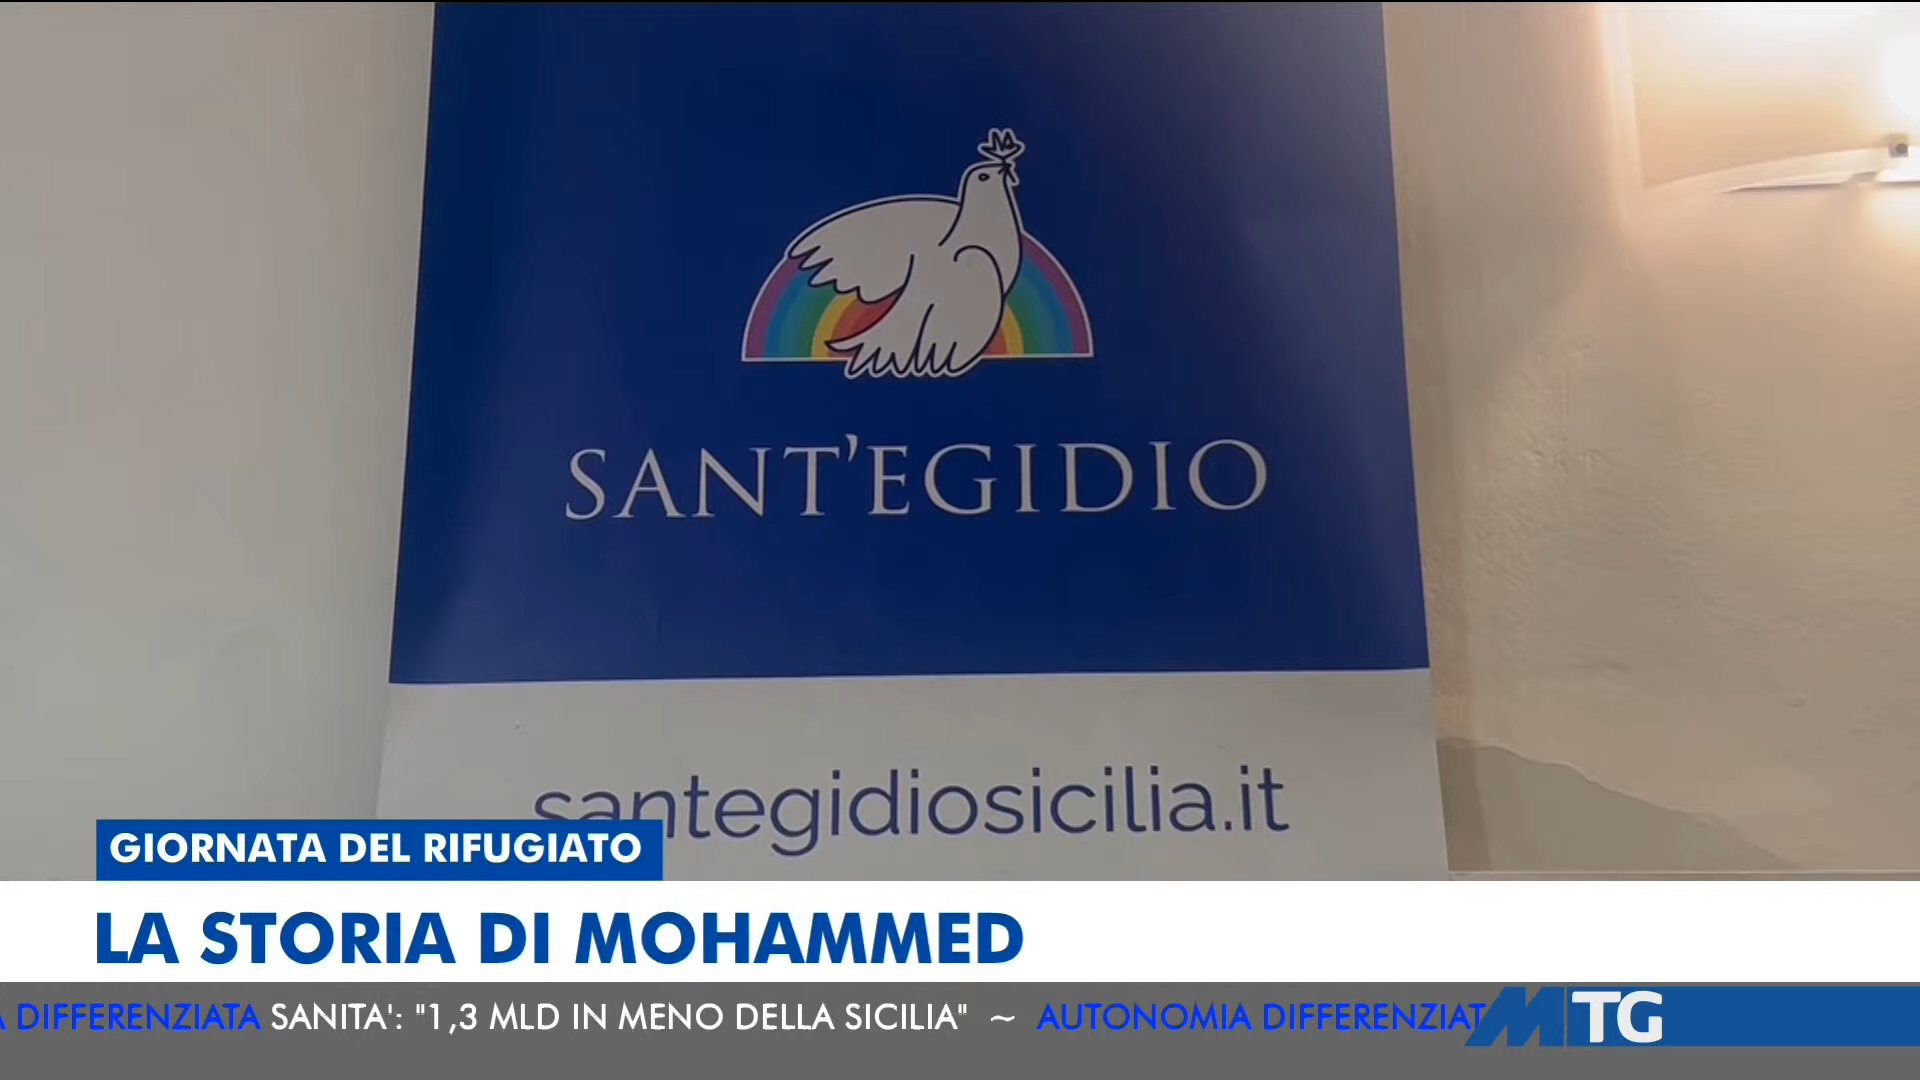 SANT'EGIDIO
santegidiosicilia.it
GIORNATA DEL RIFUGIATO
LA STORIA DI MOHAMMED
DIFFERENZIATA SANITA': "1,3 MLD IN MENO DELLA SICILIA" ~ AUTONOMIA DIFFERENZIAT
MTG